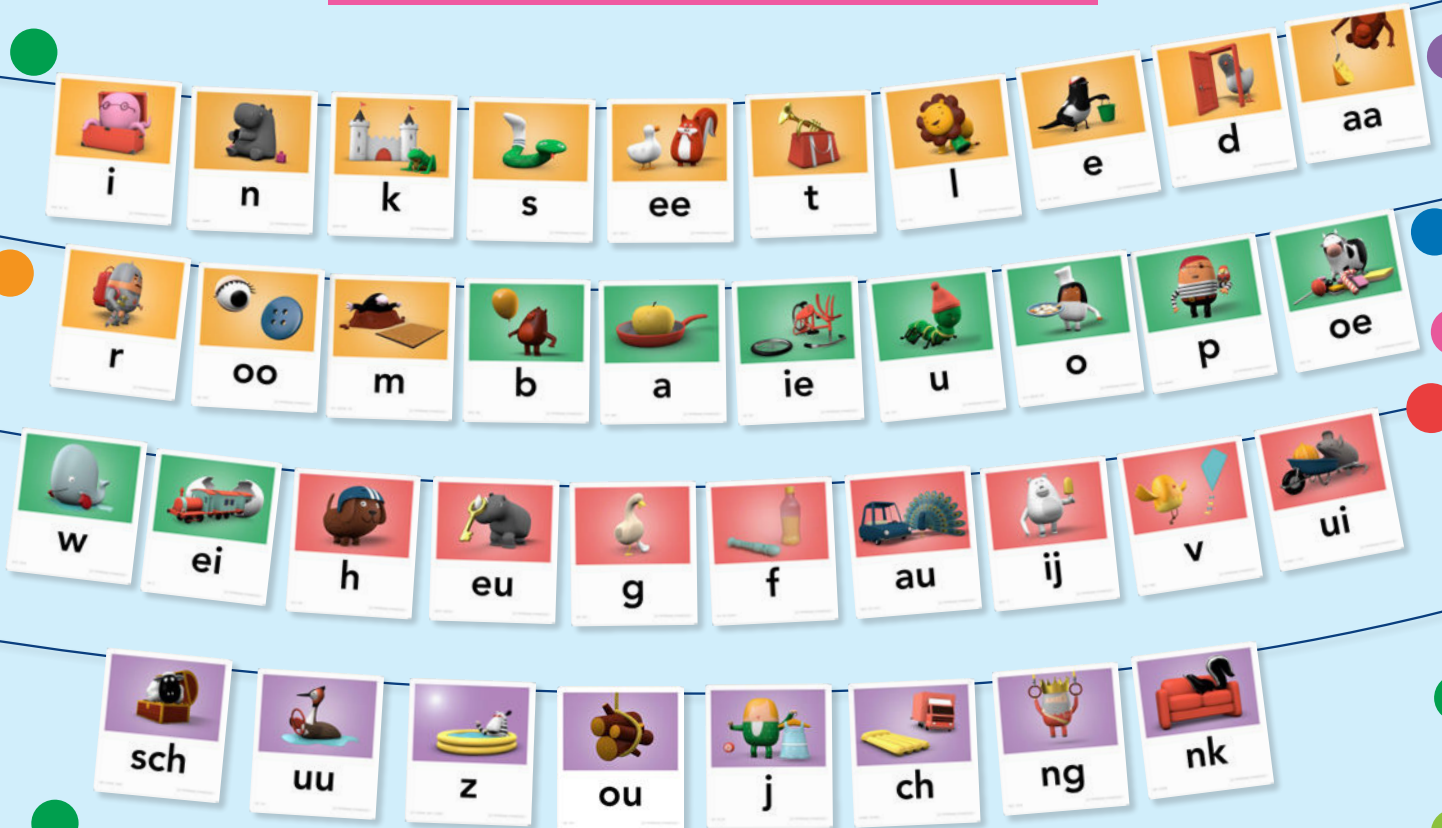 i n k s ee t l e d aa
r oo m b a ie u o p oe
w ei h eu g f au ij v ui
sch uu z ou j ch ng nk